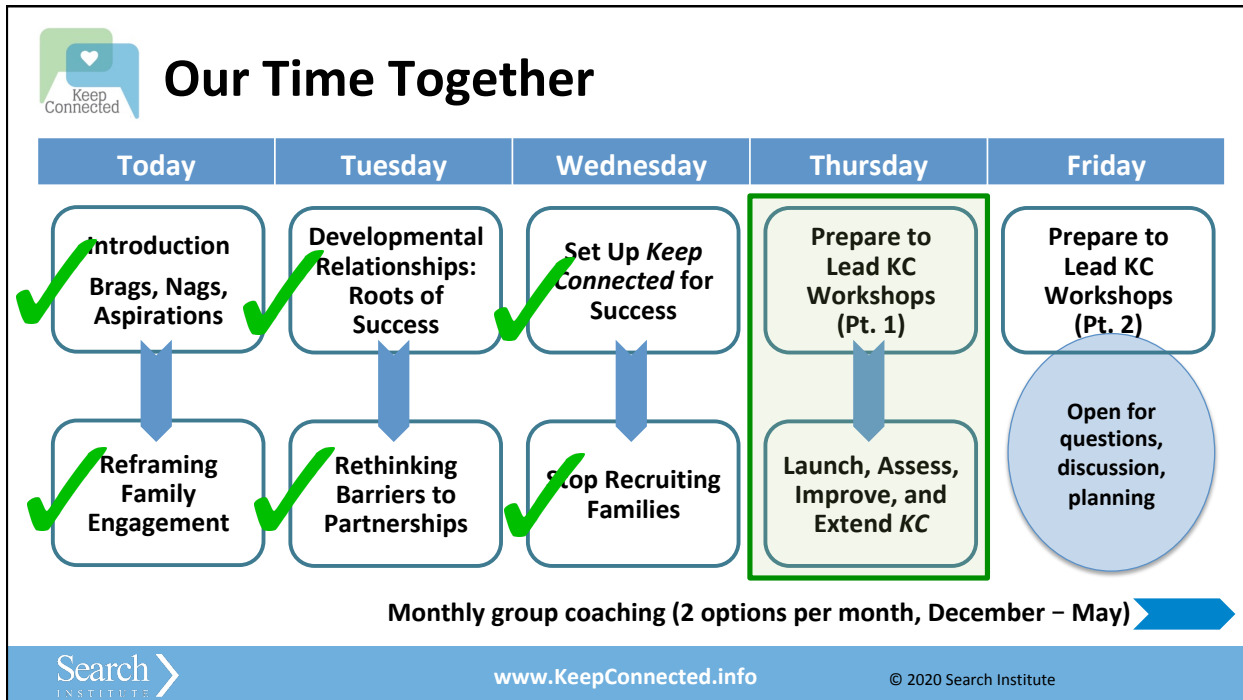 Keep
Connected
Our Time Together
Today
Tuesday
Wednesday
Thursday
Friday
Introduction
Brags, Nags,
Aspirations
Developmental
Relationships:
Roots of
Success
Set Up Keep
Connected for
Success
Prepare to
Lead KC
Workshops
(Pt. 1)
Prepare to
Lead KC
Workshops
(Pt. 2)
Reframing
Family
Engagement
Rethinking
Barriers to
Partnerships
Stop Recruiting
Families
Launch, Assess,
Improve, and
Extend KC
Open for
questions,
discussion,
planning
Monthly group coaching (2 options per month, December – May)
Search
INSTITUTE
www.KeepConnected.info
© 2020 Search Institute